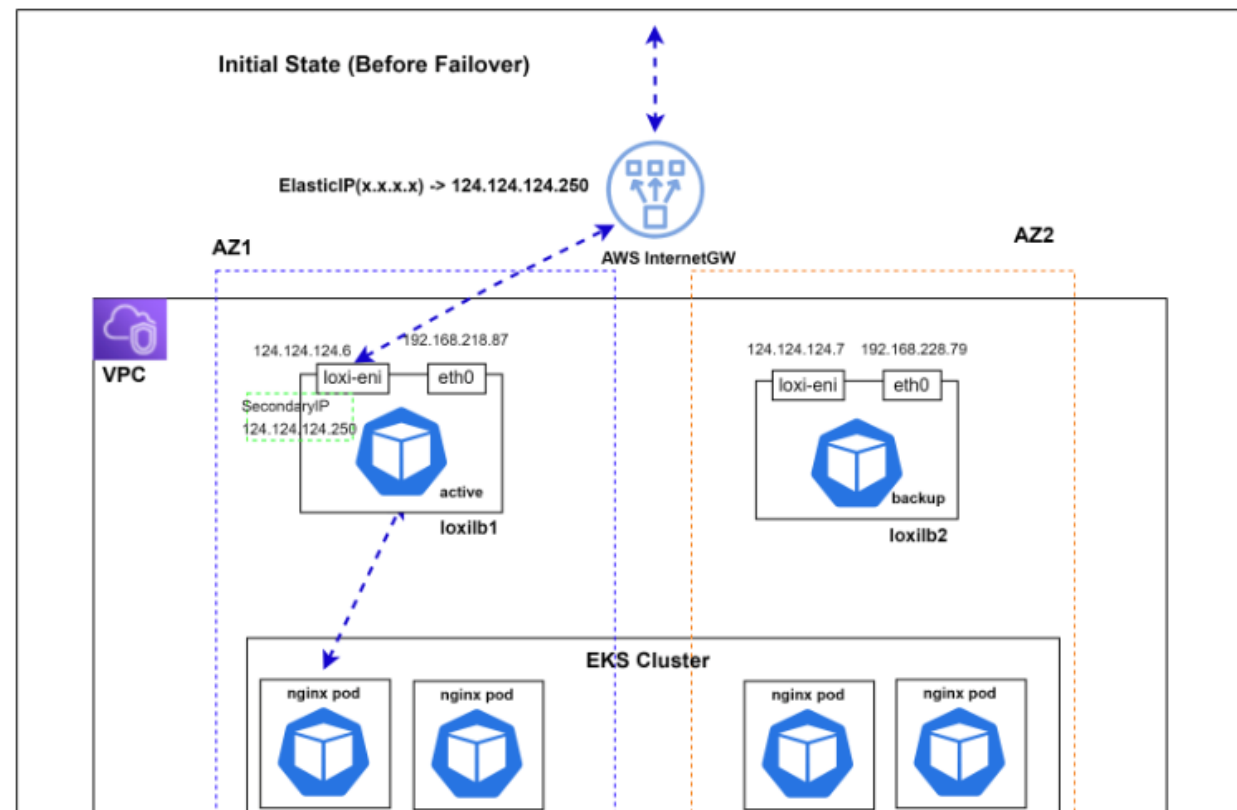 Initial State (Before Failover)
ElasticIP(x.x.x.x) -> 124.124.124.250
AWS InternetGW
AZ1
AZ2
VPC
124.124.124.6
192.168.218.87
loxi-eni
eth0
SecondaryIP
124.124.124.250
active
loxilb1
124.124.124.7
192.168.228.79
loxi-eni
eth0
backup
loxilb2
EKS Cluster
nginx pod
nginx pod
nginx pod
nginx pod